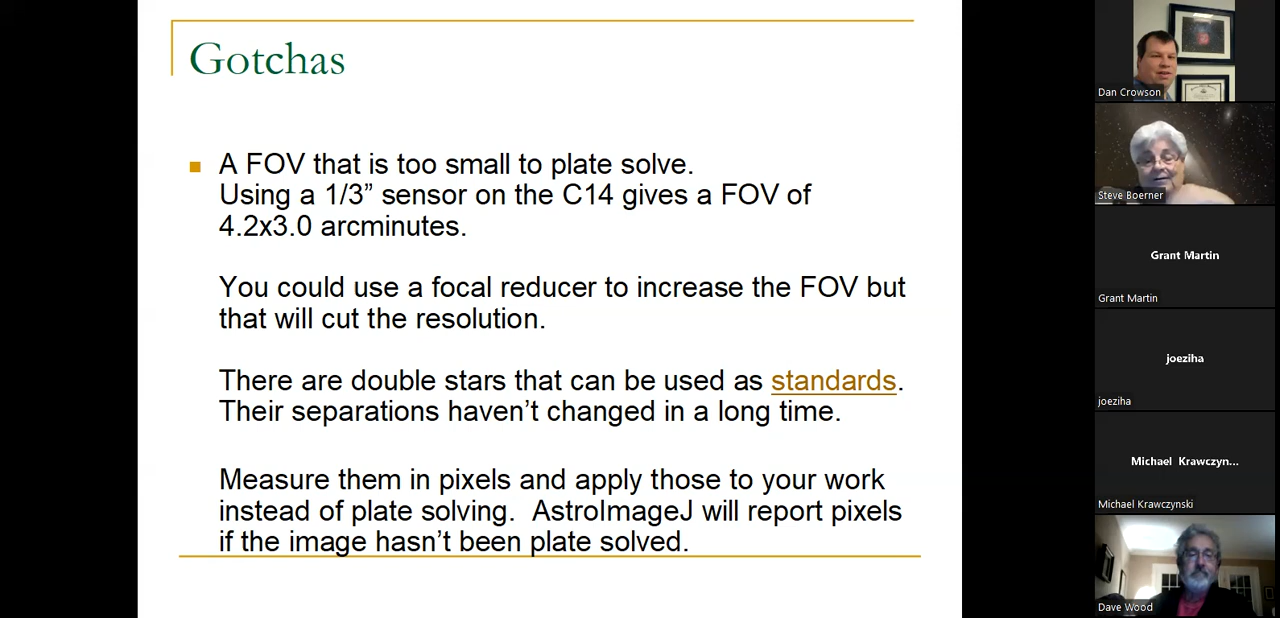 Gotchas
A FOV that is too small to plate solve.
Using a 1/3” sensor on the C14 gives a FOV of
4.2x3.0 arcminutes.
You could use a focal reducer to increase the FOV but
that will cut the resolution.
There are double stars that can be used as standards.
Their separations haven’t changed in a long time.
Measure them in pixels and apply those to your work
instead of plate solving.  AstroImageJ will report pixels
if the image hasn’t been plate solved.
Dan Crowson
Steve Boerner
Grant Martin
Grant Martin
joeziha
joeziha
Michael Krawczyn...
Michael Krawczynski
Dave Wood